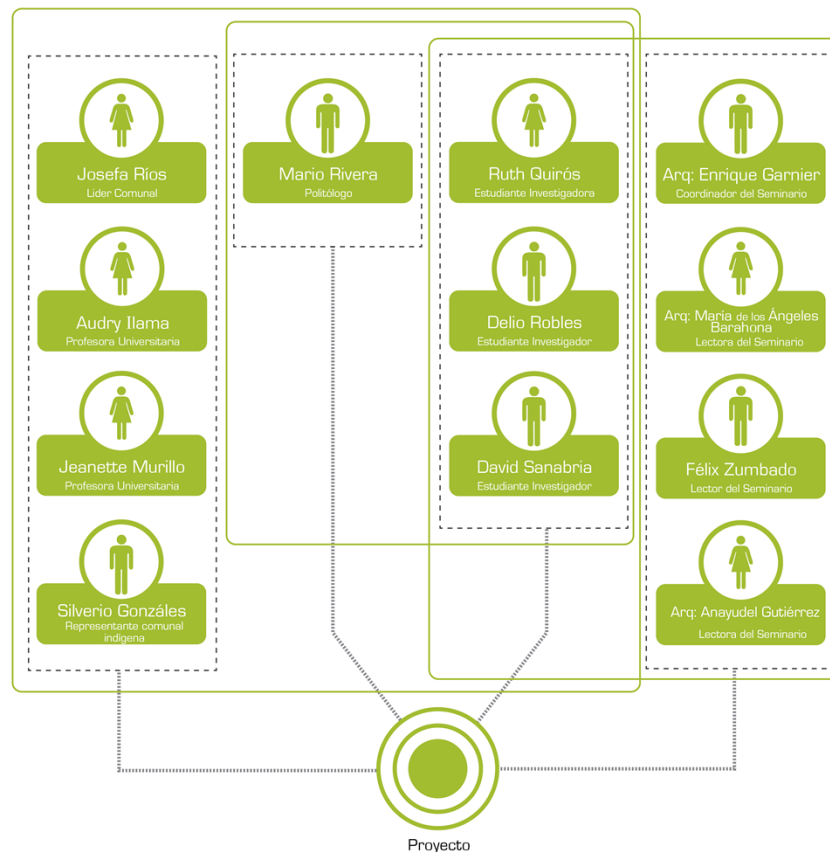 Josefa Ríos
Lider Comunal
Audry Ilama
Profesora Universitaria
Jeanette Murillo
Profesora Universitaria
Silverio Gonzáles
Representante comunal
indigena
Mario Rivera
Politólogo
Ruth Quirós
Estudiante Investigadora
Delio Robles
Estudiante Investigador
David Sanabria
Estudiante Investigador
Arq: Enrique Garnier
Coordinador del Seminario
Arq: Maria de los Ángeles
Barahona
Lectora del Seminario
Félix Zumbado
Lector del Seminario
Arq: Anayudel Gutiérrez
Lectora del Seminario
Proyecto